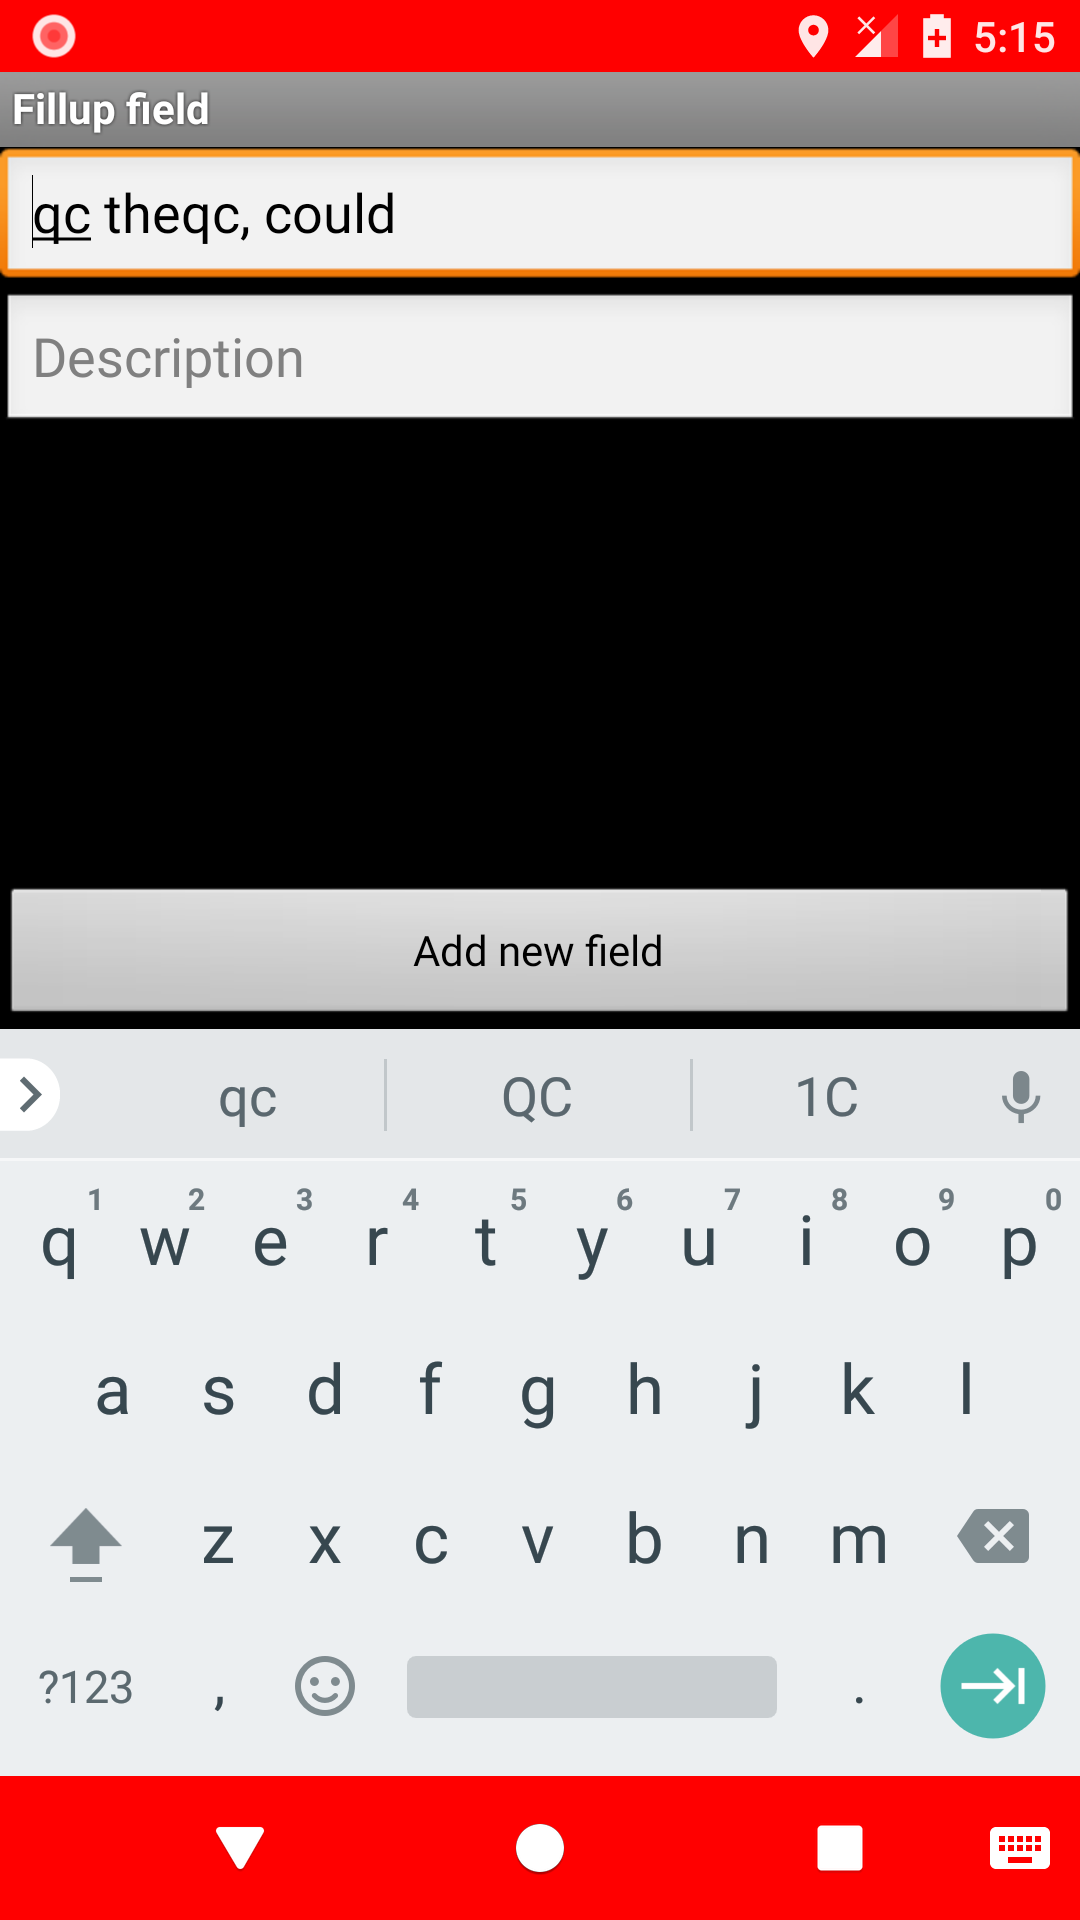 5:15
Fillup field
qc theqc, could
Description
Add new field
qc QC 1C
1 2 3 4 5 6 7 8 9 0
q w e r t y u i o p
a s d f g h j k l
z x c v b n m
?123 , .